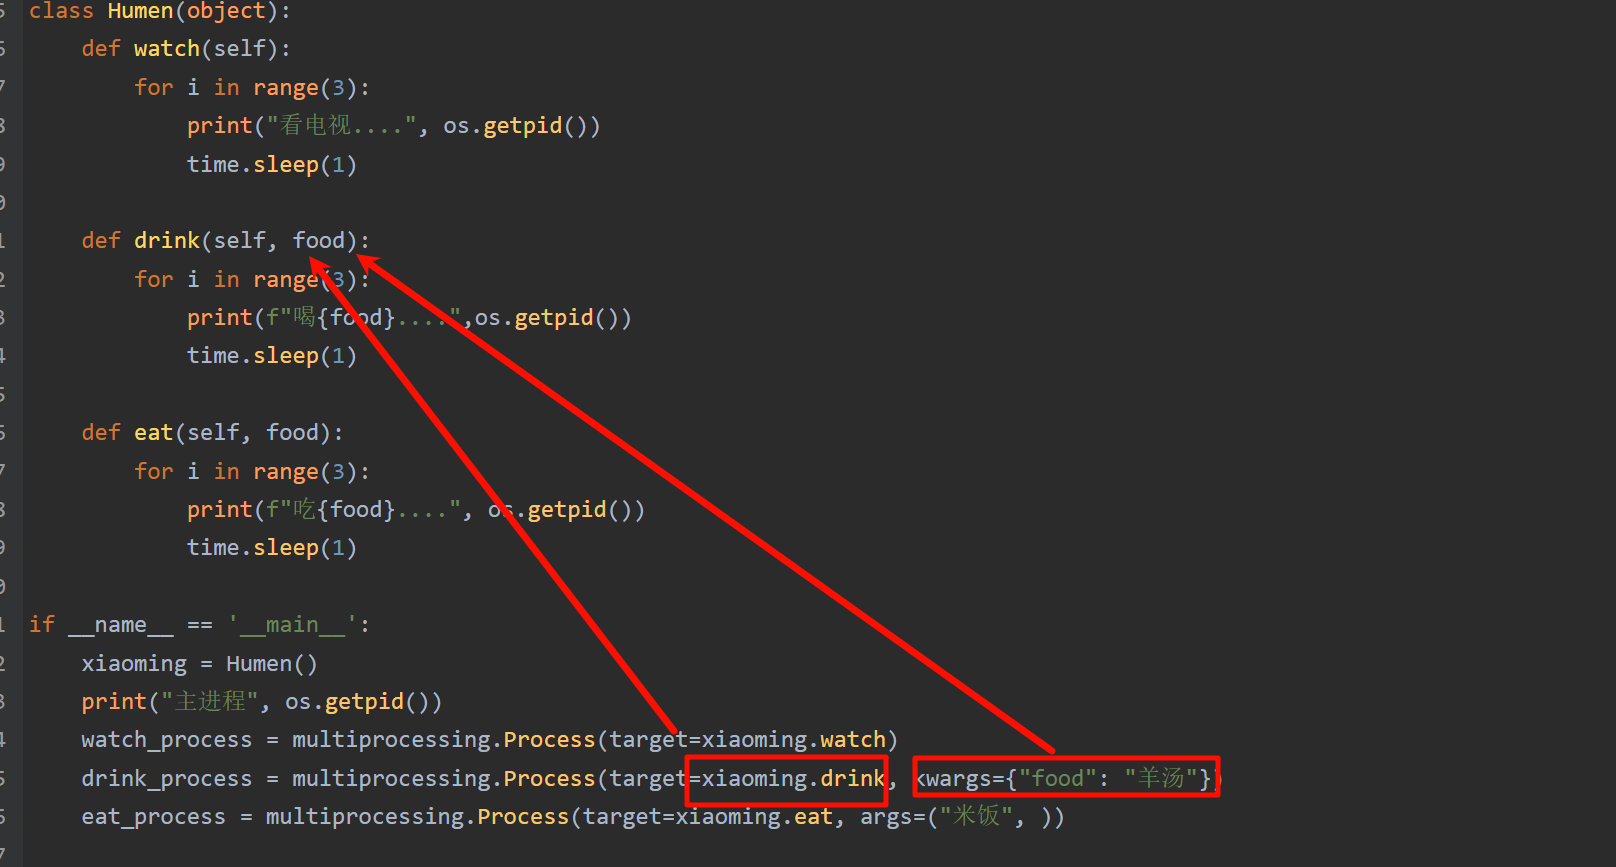 class Humen(object):
def watch(self):
for i in range(3):
print("看电视....", os.getpid())
time.sleep(1)
def drink(self, food):
for i in range(3):
print(f"喝{food}....",os.getpid())
time.sleep(1)
def eat(self, food):
for i in range(3):
print(f"吃{food}....", os.getpid())
time.sleep(1)
if __name__ == '__main__':
xiaoming = Humen()
print("主进程", os.getpid())
watch_process = multiprocessing.Process(target=xiaoming.watch)
drink_process = multiprocessing.Process(target=xiaoming.drink, kwargs={"food": "羊汤"})
eat_process = multiprocessing.Process(target=xiaoming.eat, args=("米饭", ))